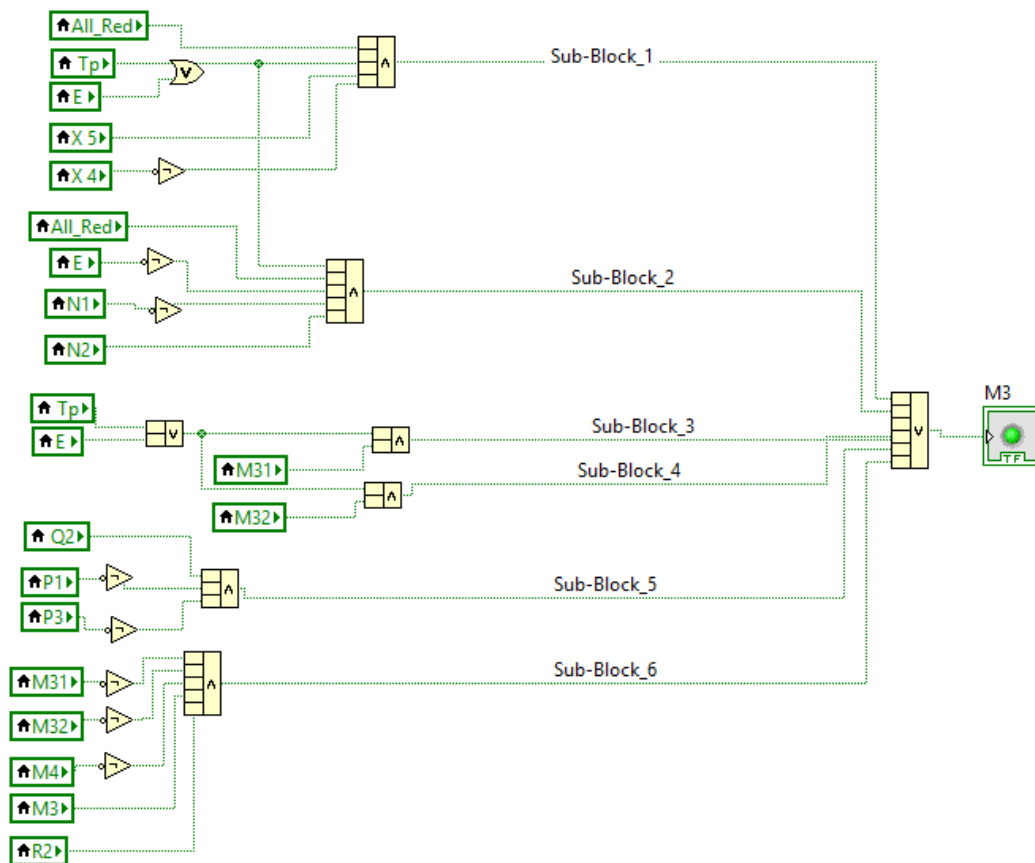 All_Red
Tp
E
X 5
X 4
Sub-Block_1
All_Red
E
N1
N2
Sub-Block_2
Tp
E
M31
M32
Sub-Block_3
Sub-Block_4
M3
TF
Q2
P1
P3
Sub-Block_5
M31
M32
M4
M3
R2
Sub-Block_6